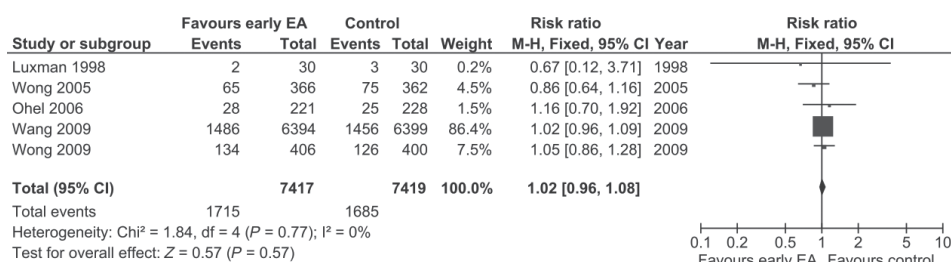 Favours early EA Control Risk ratio Risk ratio
Study or subgroup Events Total Events Total Weight M-H, Fixed, 95% CI Year M-H, Fixed, 95% CI
Luxman 1998 2 30 3 30 0.2% 0.67 [0.12, 3.71] 1998
Wong 2005 65 366 75 362 4.5% 0.86 [0.64, 1.16] 2005
Ohel 2006 28 221 25 228 1.5% 1.16 [0.70, 1.92] 2006
Wang 2009 1486 6394 1456 6399 86.4% 1.02 [0.96, 1.09] 2009
Wong 2009 134 406 126 400 7.5% 1.05 [0.86, 1.28] 2009
Total (95% CI) 7417 7419 100.0% 1.02 [0.96, 1.08]
Total events 1715 1685
Heterogeneity: Chi² = 1.84, df = 4 (P = 0.77); I² = 0%
Test for overall effect: Z = 0.57 (P = 0.57)
0.1 0.2 0.5 1 2 5 10
Favours early EA Favours control